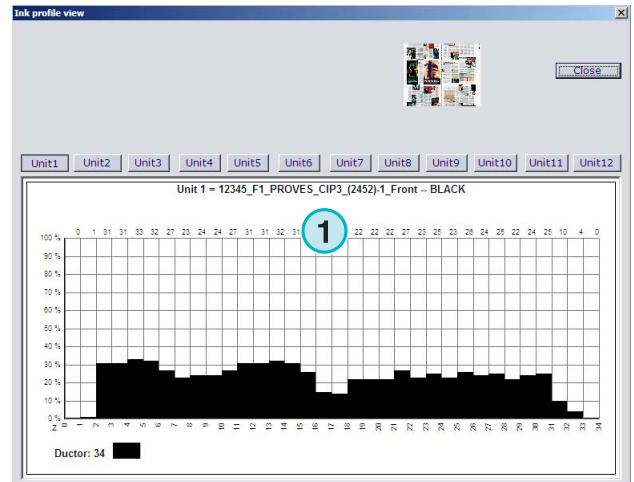 Ink profile view
Close
Unit1 Unit2 Unit3 Unit4 Unit5 Unit6 Unit7 Unit8 Unit9 Unit10 Unit11 Unit12
Unit 1 = 12345_F1_PROVES_CIP3_(2452)-1_Front -- BLACK
0 1 31 31 33 32 27 23 24 24 27 31 31 32 31 1 22 22 22 27 23 25 23 26 24 25 22 24 25 10 4 0
100 %
90 %
80 %
70 %
60 %
50 %
40 %
30 %
20 %
10 %
0 %
Z 0 1 2 3 4 5 6 7 8 9 10 11 12 13 14 15 16 17 18 19 20 21 22 23 24 25 26 27 28 29 30 31 32 33 34
Ductor: 34